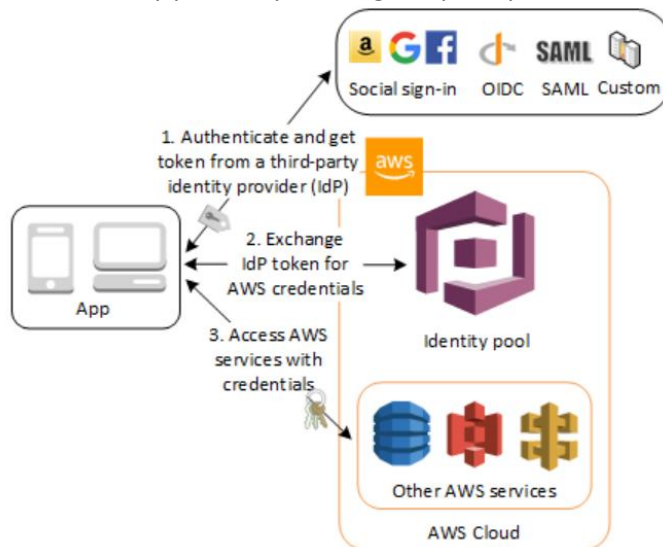 a
G
f
SAML
Social sign-in OIDC SAML Custom
1. Authenticate and get
token from a third-party
identity provider (IdP)
aws
2. Exchange
IdP token for
AWS credentials
App
Identity pool
3. Access AWS
services with
credentials
Other AWS services
AWS Cloud